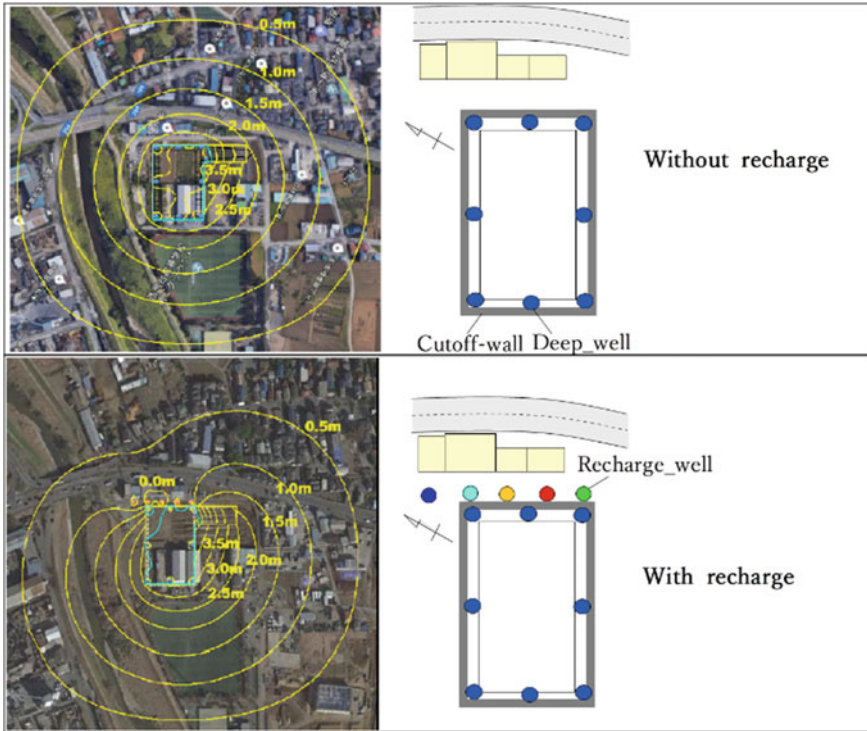 0.5m
1.0m
1.5m
2.0m
3.5m
3.0m
2.5m
Without recharge
Cutoff-wall Deep_well
0.5m
0.0m
1.0m
1.5m
3.5m
2.0m
3.0m
2.5m
Recharge_well
With recharge